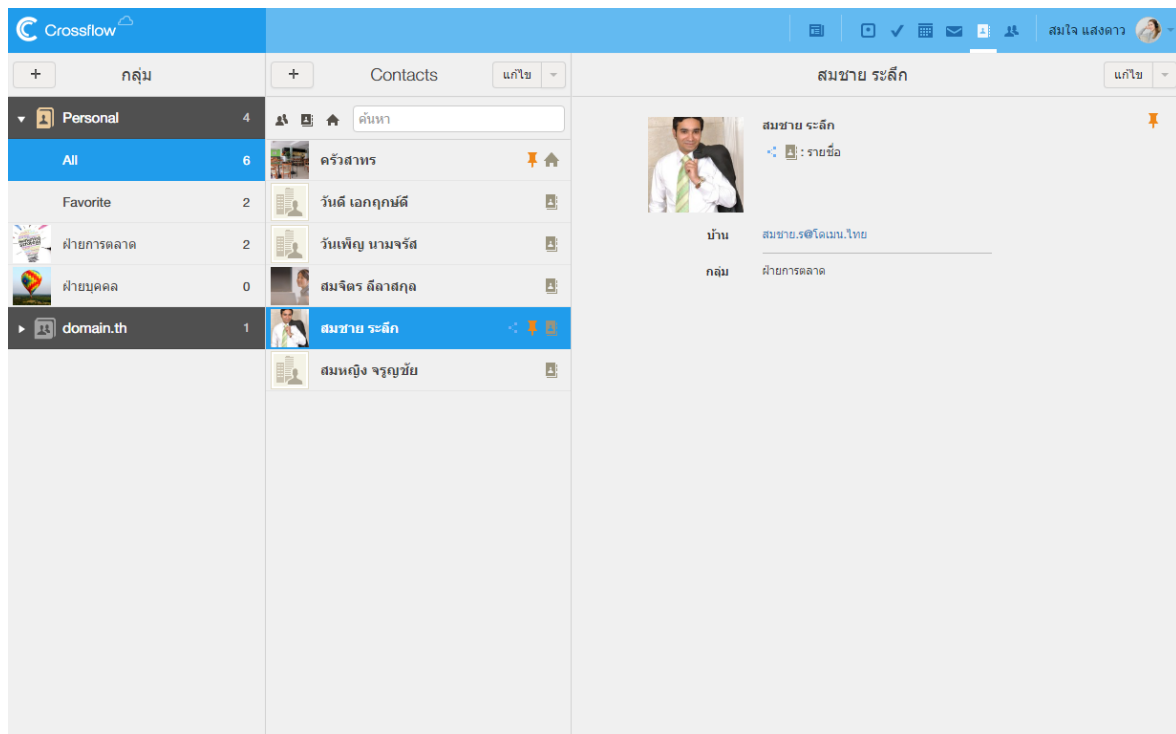 Crossflow
สมใจ แสงดาว
+ กลุ่ม
+ Contacts แก้ไข
สมชาย ระลึก แก้ไข
Personal 4
All 6
Favorite 2
ฝ่ายการตลาด 2
ฝ่ายบุคคล 0
domain.th 1
ค้นหา
ครัวสาทร
วันดี เอกฤกษ์ดี
วันเพ็ญ นามจรัส
สมจิตร ลีลาสกุล
สมชาย ระลึก
สมหญิง จรูญชัย
สมชาย ระลึก
: รายชื่อ
บ้าน สมชาย.ร@โดเมน.ไทย
กลุ่ม ฝ่ายการตลาด